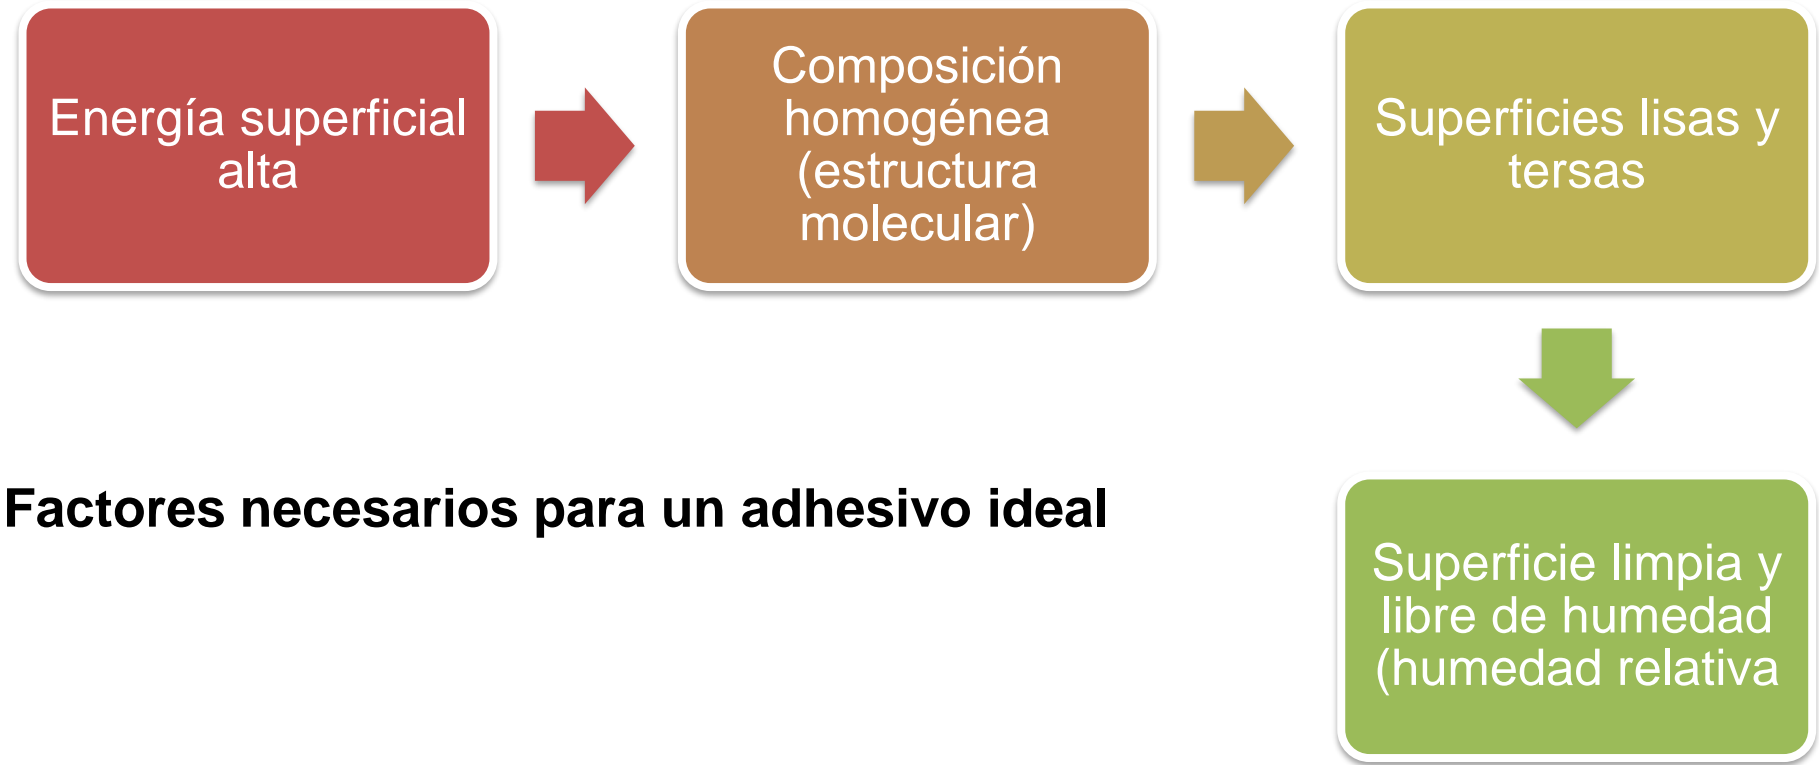 Energía superficial
alta
Composición
homogénea
(estructura
molecular)
Superficies lisas y
tersas
Factores necesarios para un adhesivo ideal
Superficie limpia y
libre de humedad
(humedad relativa